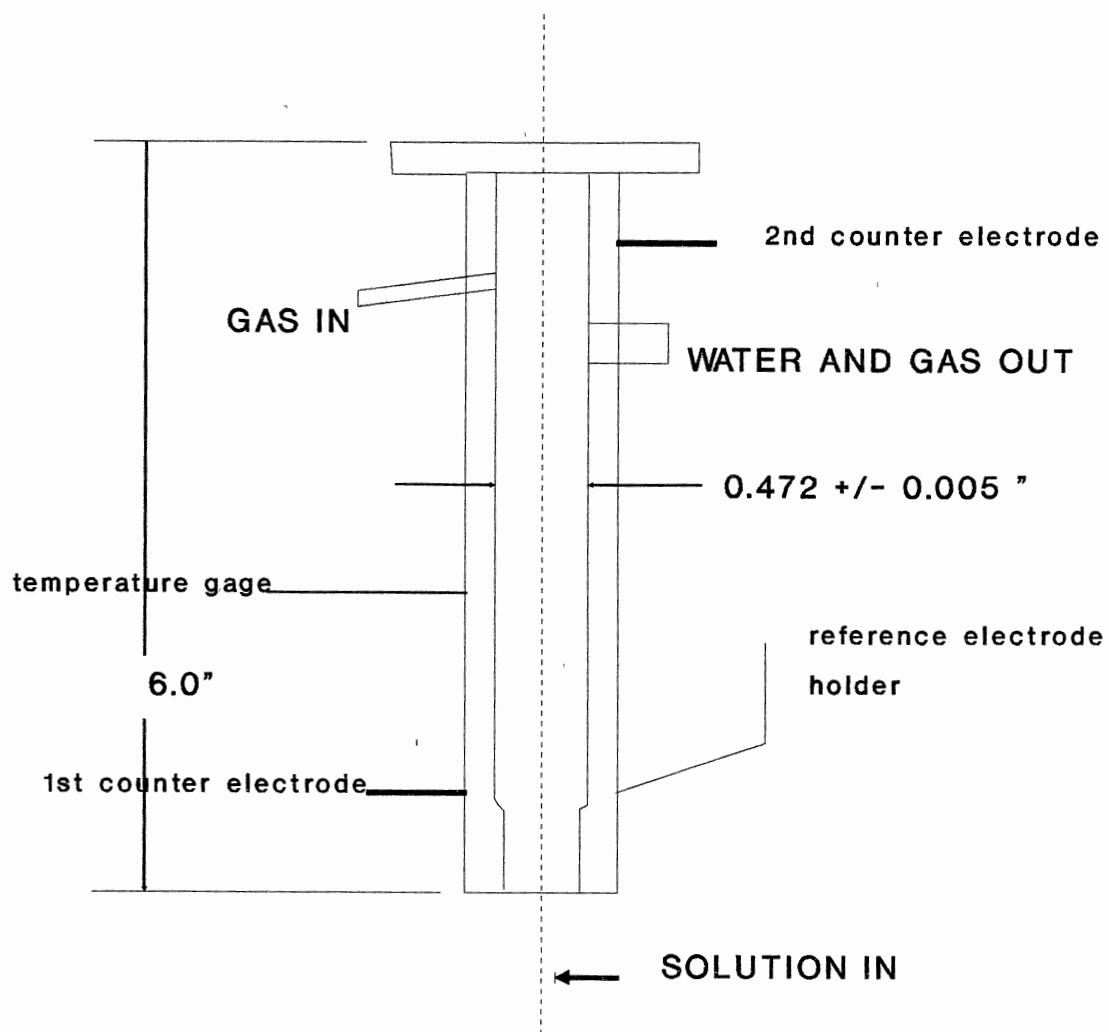 2nd counter electrode
GAS IN
WATER AND GAS OUT
0.472 +/- 0.005 "
temperature gage
reference electrode
holder
6.0"
1st counter electrode
SOLUTION IN